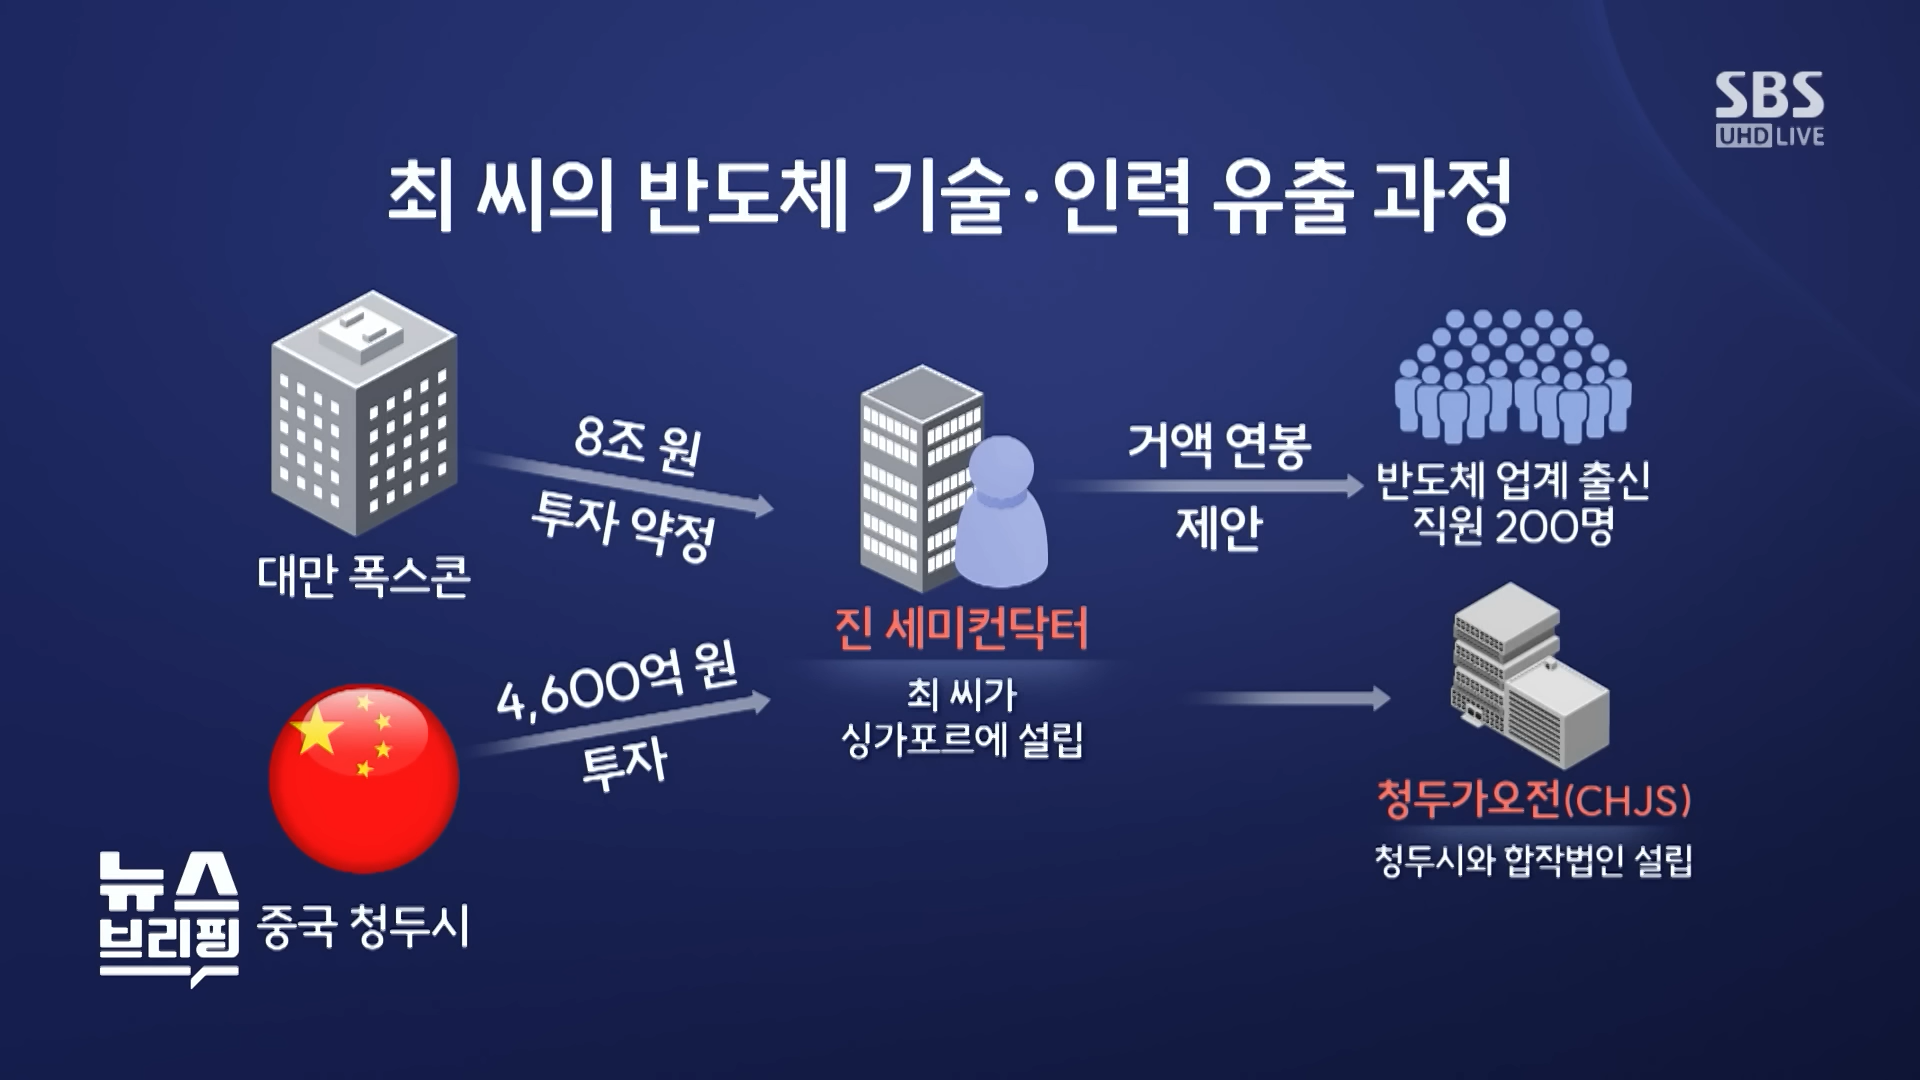 SBS
UHD LIVE
최 씨의 반도체 기술·인력 유출 과정
8조 원
투자 약정
대만 폭스콘
거액 연봉
제안
반도체 업계 출신
직원 200명
진 세미컨닥터
최 씨가
싱가포르에 설립
4,600억 원
투자
중국 청두시
청두가오전(CHJS)
청두시와 합작법인 설립
뉴스
브리핑